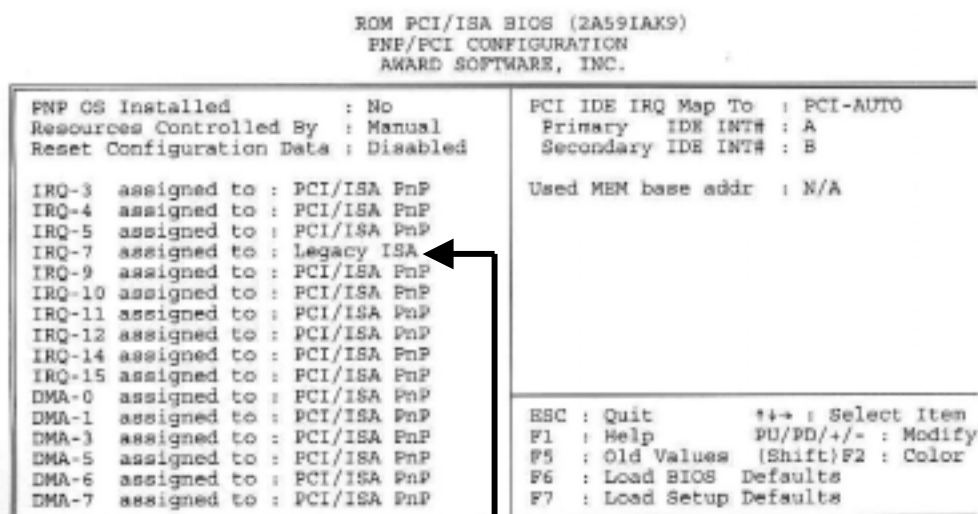 ROM PCI/ISA BIOS (2A59IAK9)
PNP/PCI CONFIGURATION
AWARD SOFTWARE, INC.
PNP OS Installed : No
Resources Controlled By : Manual
Reset Configuration Data : Disabled
IRQ-3 assigned to : PCI/ISA PnP
IRQ-4 assigned to : PCI/ISA PnP
IRQ-5 assigned to : PCI/ISA PnP
IRQ-7 assigned to : Legacy ISA
IRQ-9 assigned to : PCI/ISA PnP
IRQ-10 assigned to : PCI/ISA PnP
IRQ-11 assigned to : PCI/ISA PnP
IRQ-12 assigned to : PCI/ISA PnP
IRQ-14 assigned to : PCI/ISA PnP
IRQ-15 assigned to : PCI/ISA PnP
DMA-0 assigned to : PCI/ISA PnP
DMA-1 assigned to : PCI/ISA PnP
DMA-3 assigned to : PCI/ISA PnP
DMA-5 assigned to : PCI/ISA PnP
DMA-6 assigned to : PCI/ISA PnP
DMA-7 assigned to : PCI/ISA PnP
PCI IDE IRQ Map To : PCI-AUTO
Primary IDE INT# : A
Secondary IDE INT# : B
Used MEM base addr : N/A
ESC : Quit ↑↓→ : Select Item
F1 : Help PU/PD/+/- : Modify
F5 : Old Values (Shift)F2 : Color
F6 : Load BIOS Defaults
F7 : Load Setup Defaults